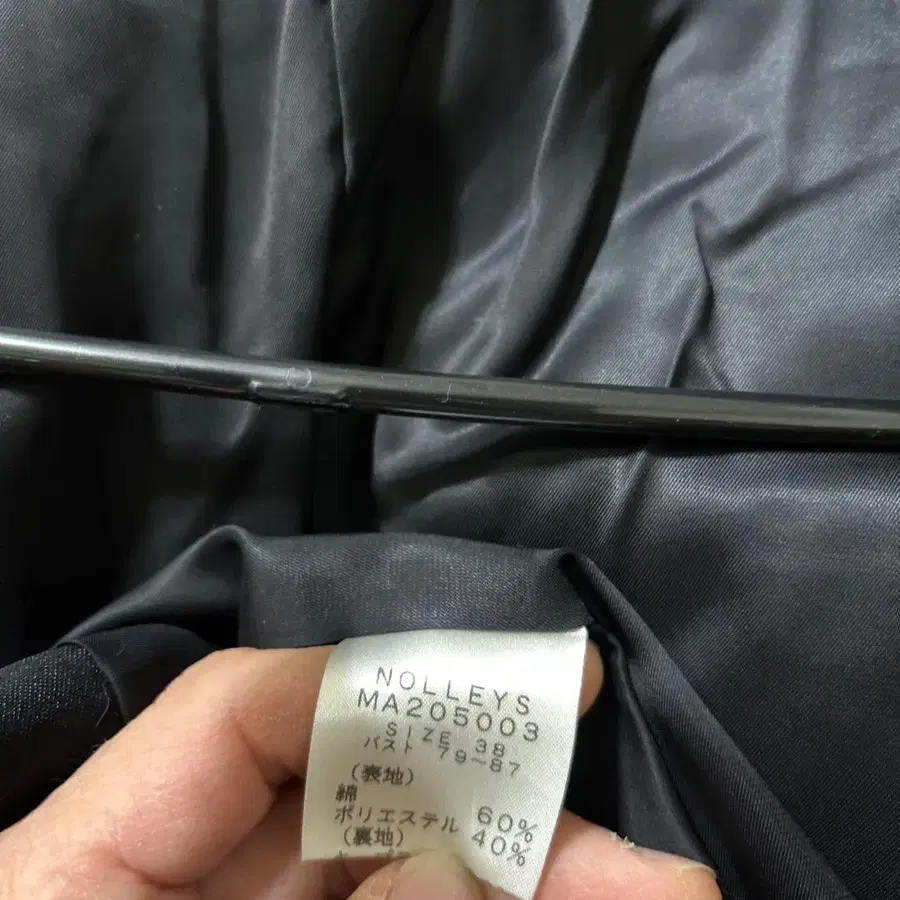 NOLLEYS
MA205003
SIZE 38
バスト 79~87
(表地)
綿 60%
ポリエステル 40%
(裏地)